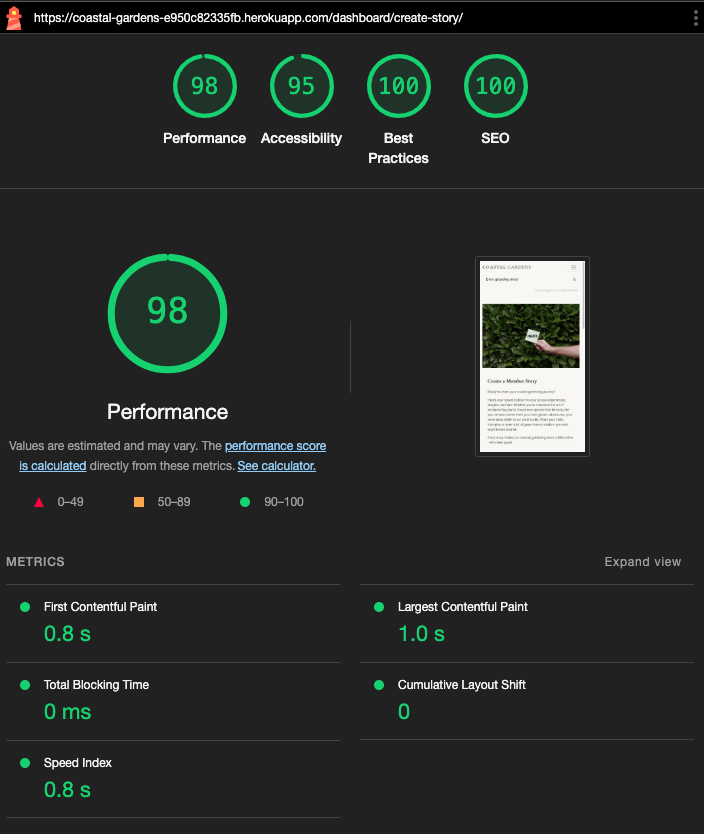 https://coastal-gardens-e950c82335fb.herokuapp.com/dashboard/create-story/
98
95
100
100
Performance
Accessibility
Best
Practices
SEO
98
Performance
Values are estimated and may vary. The performance score
is calculated directly from these metrics. See calculator.
0–49
50–89
90–100
COASTAL GARDENS
Error uploading story
Create a Member Story
METRICS
Expand view
First Contentful Paint
0.8 s
Largest Contentful Paint
1.0 s
Total Blocking Time
0 ms
Cumulative Layout Shift
0
Speed Index
0.8 s